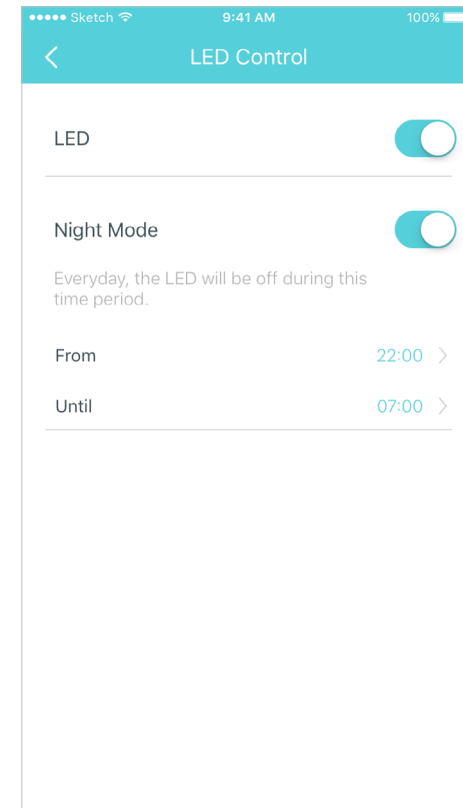 Sketch 9:41 AM 100%
LED Control
LED
Night Mode
Everyday, the LED will be off during this
time period.
From 22:00
Until 07:00